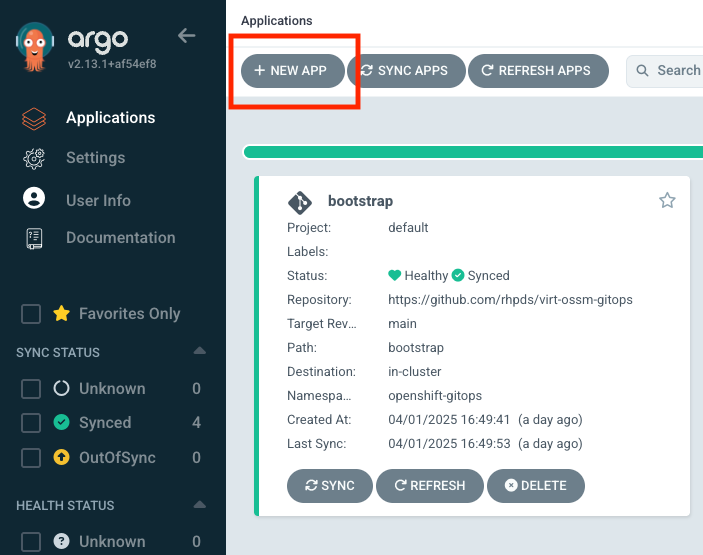 argo
v2.13.1+af54ef8
Applications
Settings
User Info
Documentation
Favorites Only
SYNC STATUS
Unknown 0
Synced 4
OutOfSync 0
HEALTH STATUS
Unknown 0
Applications
+ NEW APP SYNC APPS REFRESH APPS Search
bootstrap
Project: default
Labels:
Status: Healthy Synced
Repository: https://github.com/rhpds/virt-ossm-gitops
Target Rev... main
Path: bootstrap
Destination: in-cluster
Namespa... openshift-gitops
Created At: 04/01/2025 16:49:41 (a day ago)
Last Sync: 04/01/2025 16:49:53 (a day ago)
SYNC REFRESH DELETE